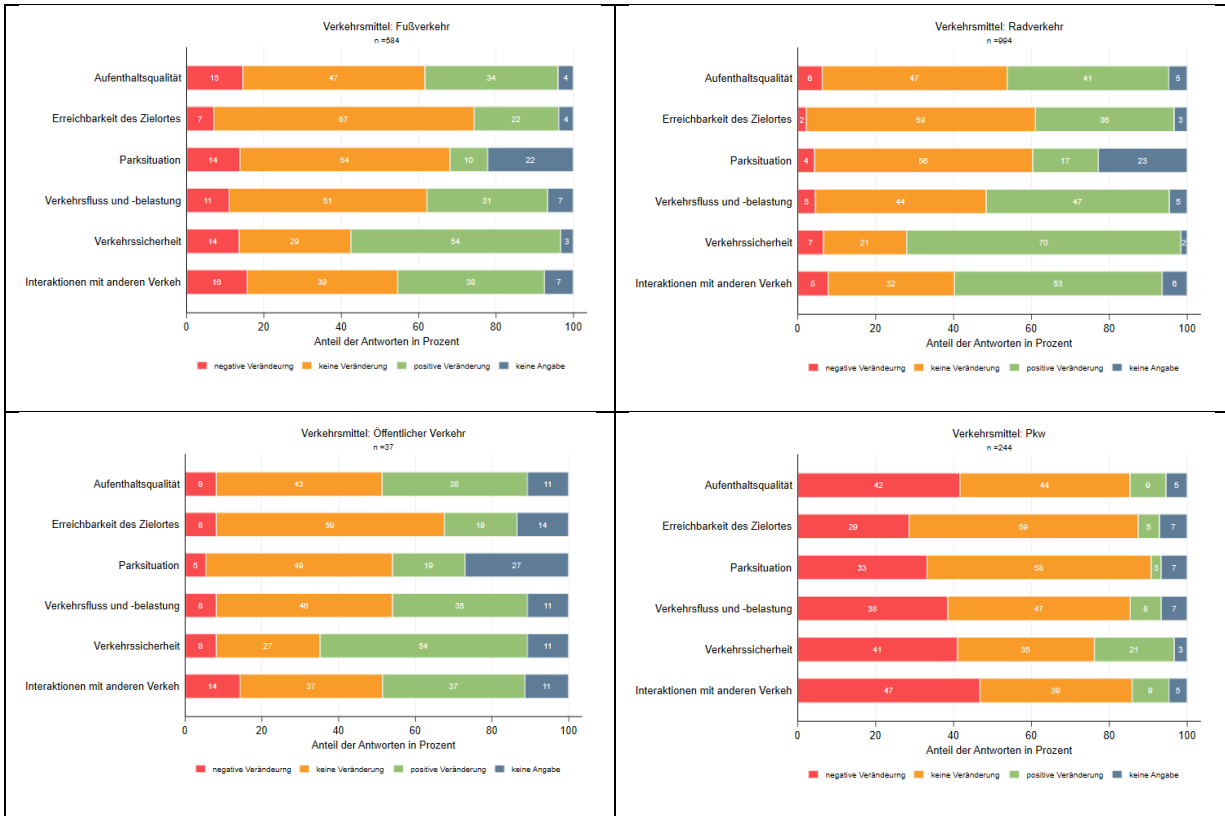 Verkehrsmittel: Fußverkehr
n =584
Aufenthaltsqualität 15 47 34 4
Erreichbarkeit des Zielortes 7 67 22 4
Parksituation 14 54 10 22
Verkehrsfluss und -belastung 11 51 31 7
Verkehrssicherheit 14 29 54 3
Interaktionen mit anderen Verkeh 16 39 38 7
0 20 40 60 80 100
Anteil der Antworten in Prozent
negative Verändeurng keine Veränderung positive Veränderung keine Angabe
Verkehrsmittel: Radverkehr
n =994
Aufenthaltsqualität 6 47 41 5
Erreichbarkeit des Zielortes 2 59 36 3
Parksituation 4 56 17 23
Verkehrsfluss und -belastung 5 44 47 5
Verkehrssicherheit 7 21 70 2
Interaktionen mit anderen Verkeh 8 32 53 6
0 20 40 60 80 100
Anteil der Antworten in Prozent
negative Verändeurng keine Veränderung positive Veränderung keine Angabe
Verkehrsmittel: Öffentlicher Verkehr
n =37
Aufenthaltsqualität 8 43 38 11
Erreichbarkeit des Zielortes 8 59 19 14
Parksituation 5 49 19 27
Verkehrsfluss und -belastung 8 46 35 11
Verkehrssicherheit 8 27 54 11
Interaktionen mit anderen Verkeh 14 37 37 11
0 20 40 60 80 100
Anteil der Antworten in Prozent
negative Verändeurng keine Veränderung positive Veränderung keine Angabe
Verkehrsmittel: Pkw
n =244
Aufenthaltsqualität 42 44 9 5
Erreichbarkeit des Zielortes 29 59 5 7
Parksituation 33 58 3 7
Verkehrsfluss und -belastung 38 47 8 7
Verkehrssicherheit 41 35 21 3
Interaktionen mit anderen Verkeh 47 39 9 5
0 20 40 60 80 100
Anteil der Antworten in Prozent
negative Verändeurng keine Veränderung positive Veränderung keine Angabe